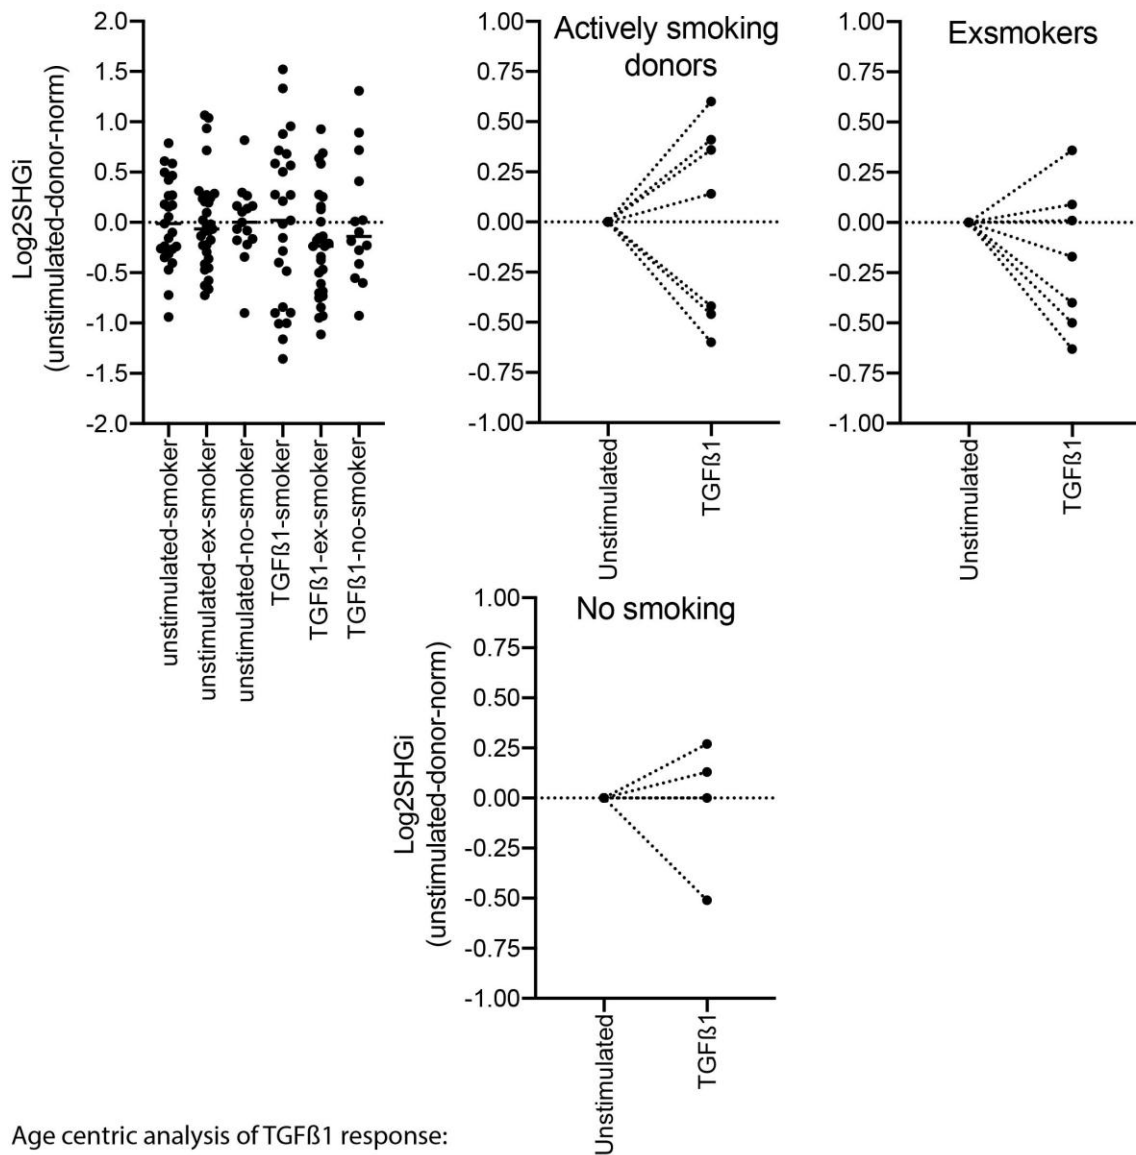 Log2SHGi
(unstimulated-donor-norm)
2.0
1.5
1.0
0.5
0.0
-0.5
-1.0
-1.5
-2.0
unstimulated-smoker
unstimulated-ex-smoker
unstimulated-no-smoker
TGFß1-smoker
TGFß1-ex-smoker
TGFß1-no-smoker
Actively smoking
donors
1.00
0.75
0.50
0.25
0.00
-0.25
-0.50
-0.75
-1.00
Unstimulated
TGFß1
Exsmokers
1.00
0.75
0.50
0.25
0.00
-0.25
-0.50
-0.75
-1.00
Unstimulated
TGFß1
No smoking
Log2SHGi
(unstimulated-donor-norm)
1.00
0.75
0.50
0.25
0.00
-0.25
-0.50
-0.75
-1.00
Unstimulated
TGFß1
Age centric analysis of TGFß1 response: